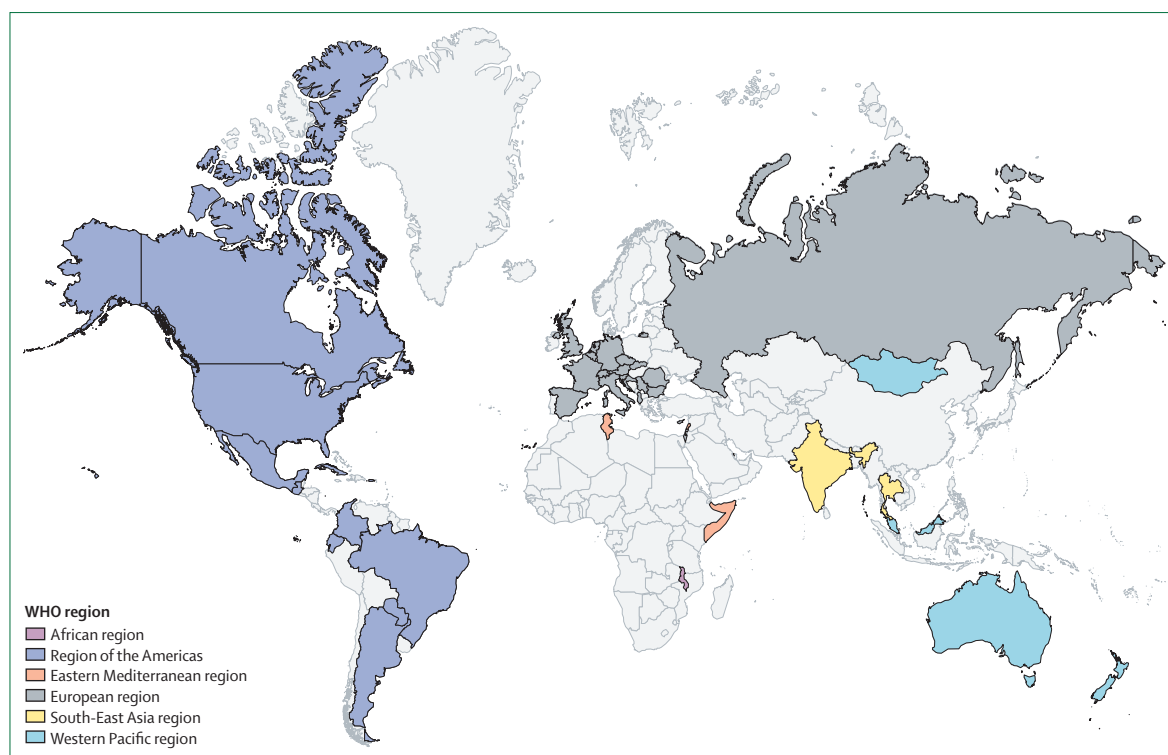 WHO region
African region
Region of the Americas
Eastern Mediterranean region
European region
South-East Asia region
Western Pacific region